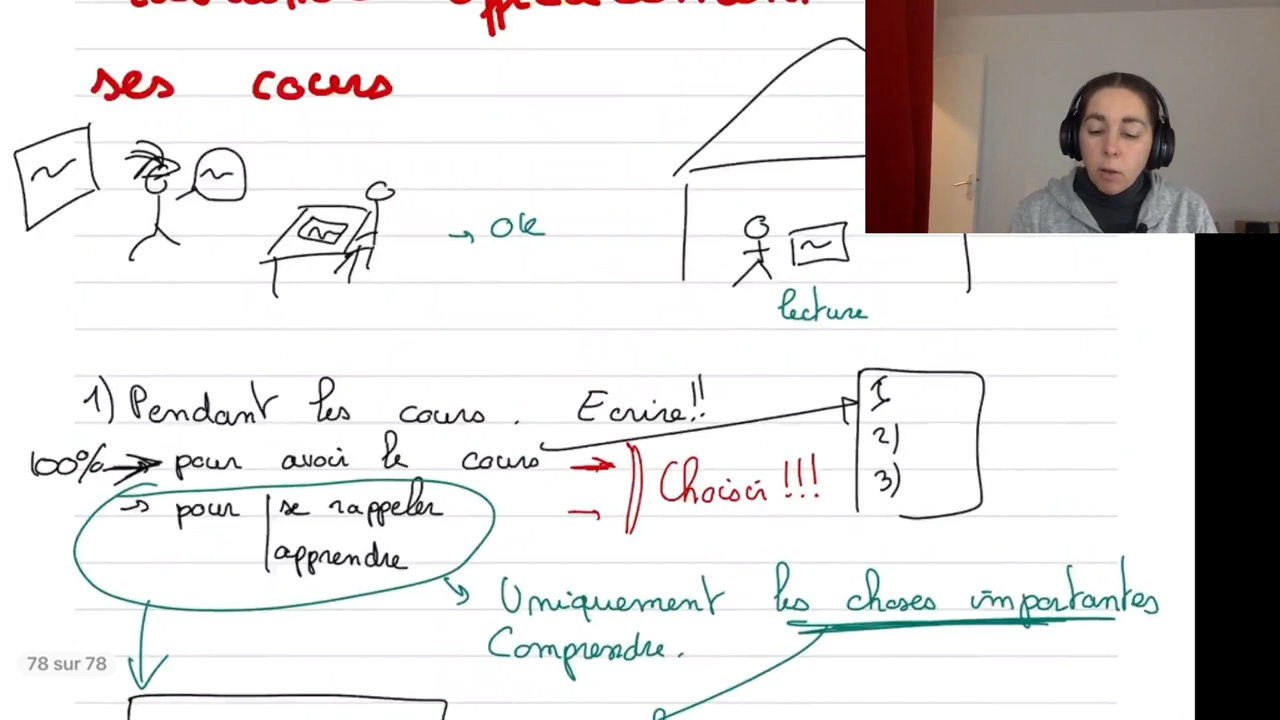 ses cours
→ Ok
lecture
1) Pendant les cours. Ecrire!!
100% → pour avoir le cours
→ pour se rappeler
apprendre
Choisir !!!
1
2)
3)
→ Uniquement les choses importantes
Comprendre.
78 sur 78